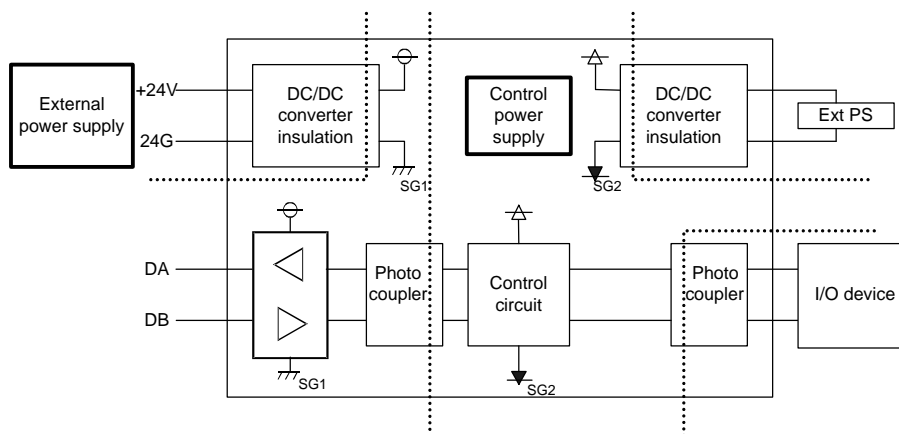 External
power supply
+24V
24G
DC/DC
converter
insulation
SG1
Control
power
supply
DC/DC
converter
insulation
SG2
Ext PS
DA
DB
SG1
Photo
coupler
Control
circuit
SG2
Photo
coupler
I/O device